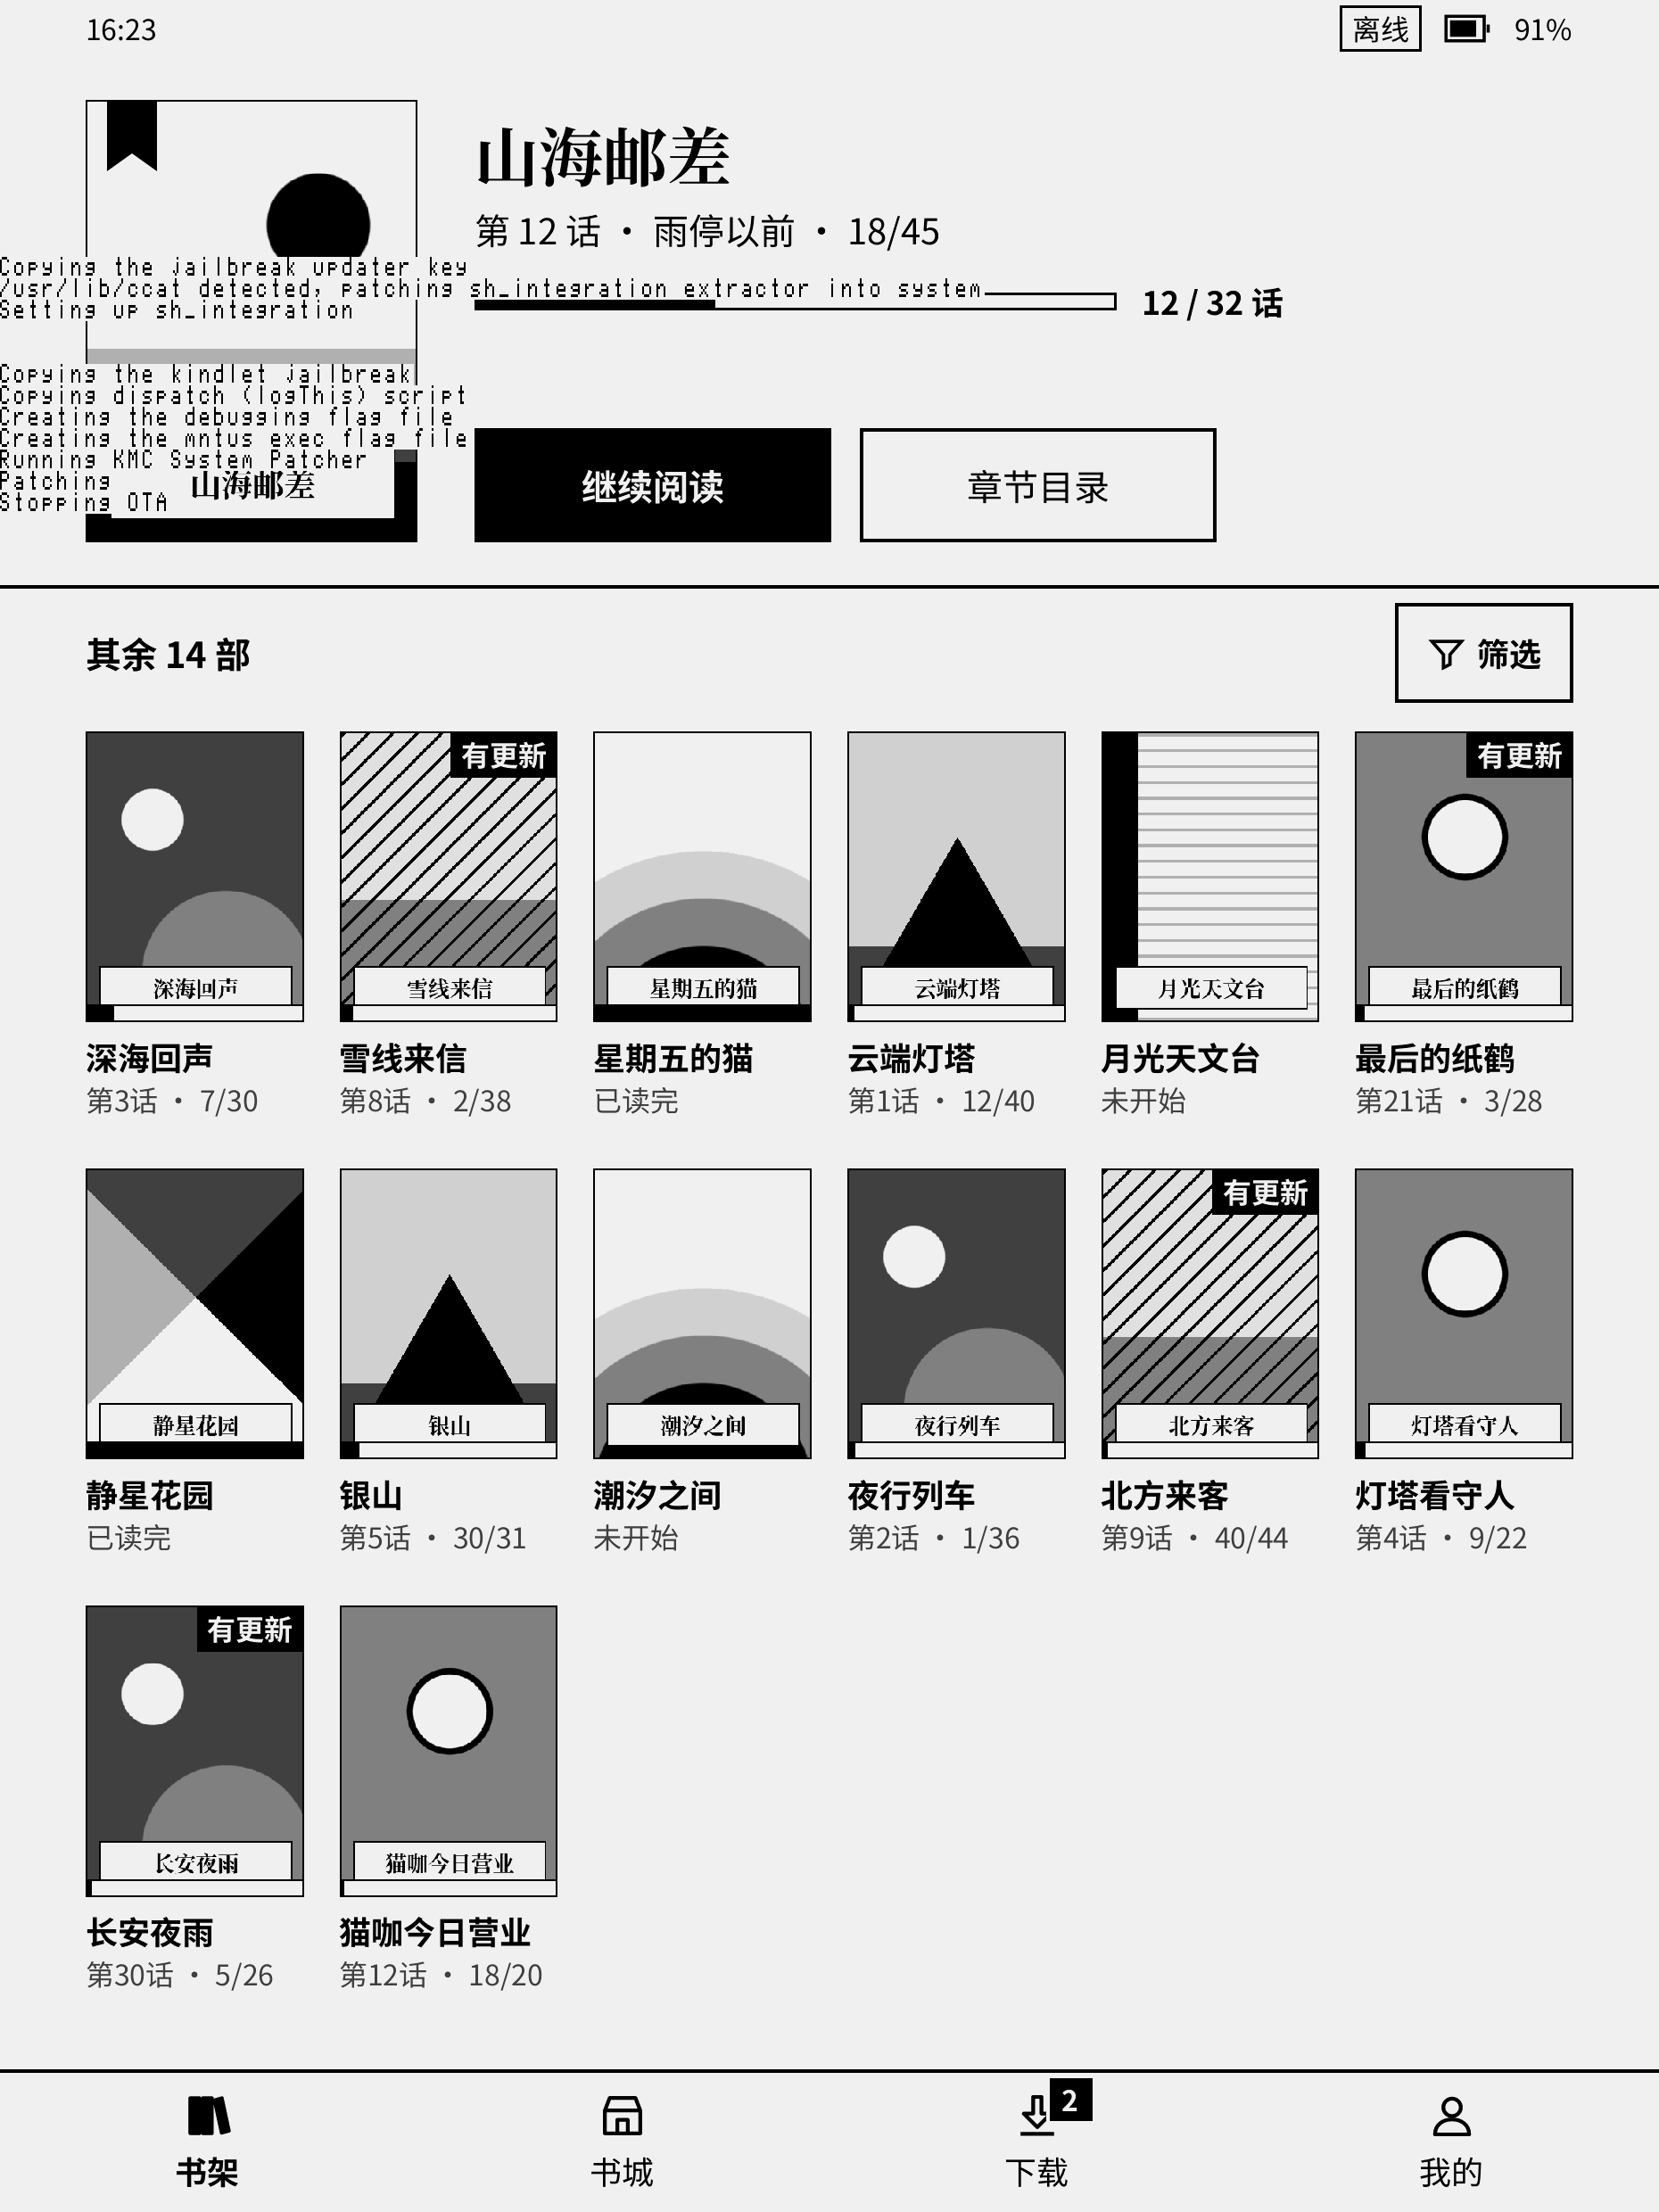 16:23
离线
91%
山海邮差
第 12 话 · 雨停以前 · 18/45
Copying the jailbreak updater key
/usr/lib/ccat detected, patching sh_integration extractor into system
Setting up sh_integration
12 / 32 话
Copying the kindlet jailbreak
Copying dispatch (logThis) script
Creating the debugging flag file
Creating the mntus exec flag file
Running KMC System Patcher
Patching
Stopping OTA
山海邮差
继续阅读
章节目录
其余 14 部
筛选
有更新
有更新
深海回声
雪线来信
星期五的猫
云端灯塔
月光天文台
最后的纸鹤
深海回声
雪线来信
星期五的猫
云端灯塔
月光天文台
最后的纸鹤
第3话 · 7/30
第8话 · 2/38
已读完
第1话 · 12/40
未开始
第21话 · 3/28
有更新
静星花园
银山
潮汐之间
夜行列车
北方来客
灯塔看守人
静星花园
银山
潮汐之间
夜行列车
北方来客
灯塔看守人
已读完
第5话 · 30/31
未开始
第2话 · 1/36
第9话 · 40/44
第4话 · 9/22
有更新
长安夜雨
猫咖今日营业
长安夜雨
猫咖今日营业
第30话 · 5/26
第12话 · 18/20
2
书架
书城
下载
我的